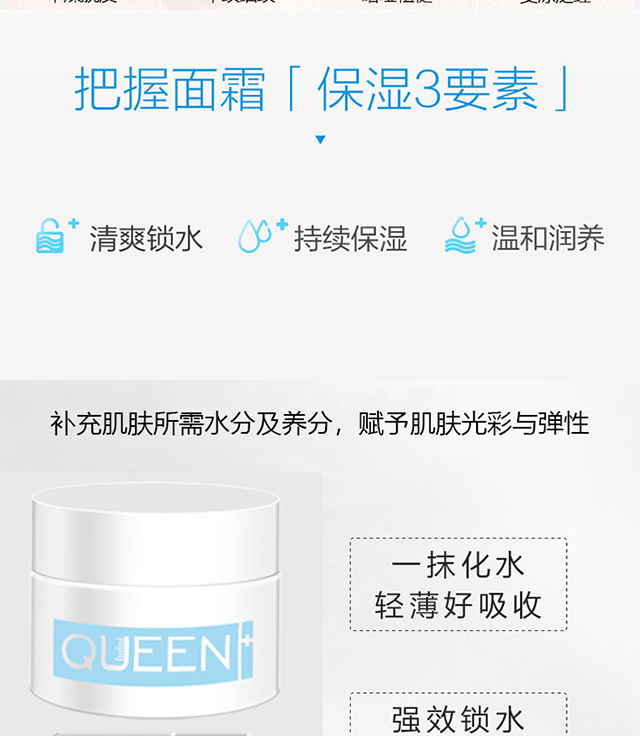 把握面霜「保湿3要素」
清爽锁水 持续保湿 温和润养
补充肌肤所需水分及养分，赋予肌肤光彩与弹性
QUEEN+
一抹化水
轻薄好吸收
强效锁水